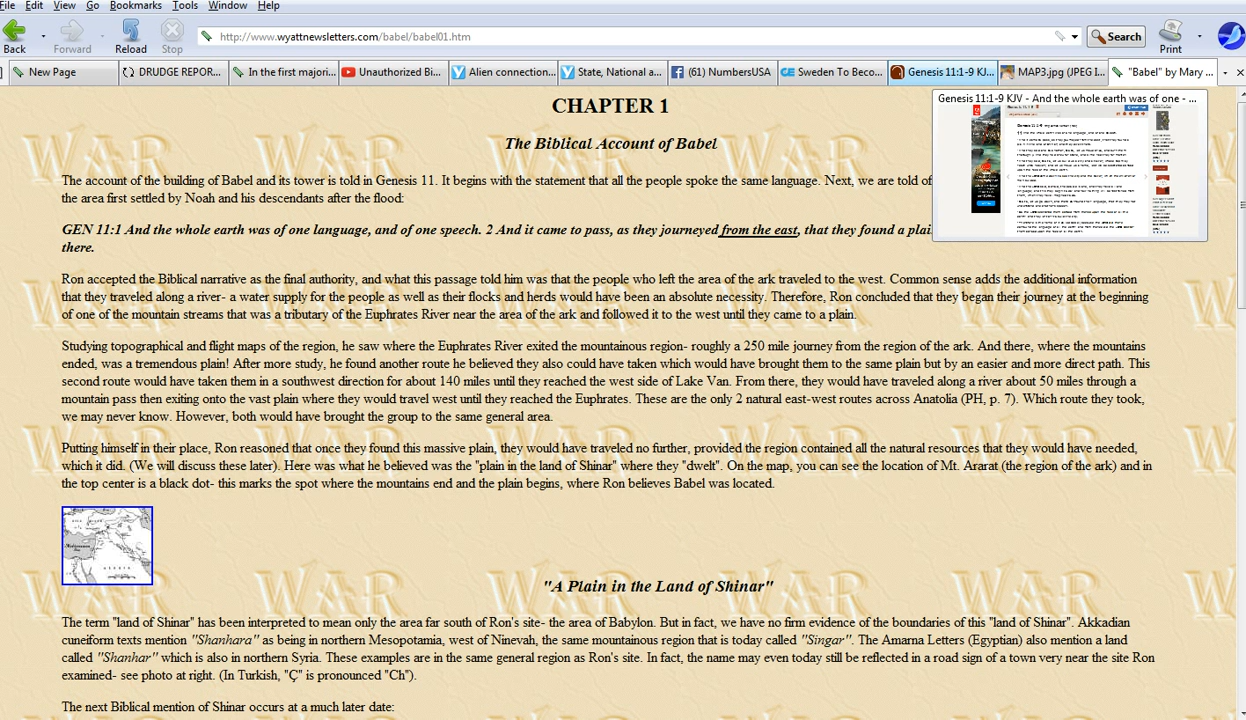 File Edit View Go Bookmarks Tools Window Help
Back Forward Reload Stop http://www.wyattnewsletters.com/babel/babel01.htm Search Print
New Page DRUDGE REPOR... In the first majori... Unauthorized Bi... Alien connection... State, National a... (61) NumbersUSA Sweden To Beco... Genesis 11:1-9 KJ... MAP3.jpg (JPEG I... "Babel" by Mary ...
Genesis 11:1-9 KJV - And the whole earth was of one - ...
CHAPTER 1
The Biblical Account of Babel
The account of the building of Babel and its tower is told in Genesis 11. It begins with the statement that all the people spoke the same language. Next, we are told of
the area first settled by Noah and his descendants after the flood:
GEN 11:1 And the whole earth was of one language, and of one speech. 2 And it came to pass, as they journeyed from the east, that they found a plai
there.
Ron accepted the Biblical narrative as the final authority, and what this passage told him was that the people who left the area of the ark traveled to the west. Common sense adds the additional information
that they traveled along a river- a water supply for the people as well as their flocks and herds would have been an absolute necessity. Therefore, Ron concluded that they began their journey at the beginning
of one of the mountain streams that was a tributary of the Euphrates River near the area of the ark and followed it to the west until they came to a plain.
Studying topographical and flight maps of the region, he saw where the Euphrates River exited the mountainous region- roughly a 250 mile journey from the region of the ark. And there, where the mountains
ended, was a tremendous plain! After more study, he found another route he believed they also could have taken which would have brought them to the same plain but by an easier and more direct path. This
second route would have taken them in a southwest direction for about 140 miles until they reached the west side of Lake Van. From there, they would have traveled along a river about 50 miles through a
mountain pass then exiting onto the vast plain where they would travel west until they reached the Euphrates. These are the only 2 natural east-west routes across Anatolia (PH, p. 7). Which route they took,
we may never know. However, both would have brought the group to the same general area.
Putting himself in their place, Ron reasoned that once they found this massive plain, they would have traveled no further, provided the region contained all the natural resources that they would have needed,
which it did. (We will discuss these later). Here was what he believed was the "plain in the land of Shinar" where they "dwelt". On the map, you can see the location of Mt. Ararat (the region of the ark) and in
the top center is a black dot- this marks the spot where the mountains end and the plain begins, where Ron believes Babel was located.
"A Plain in the Land of Shinar"
The term "land of Shinar" has been interpreted to mean only the area far south of Ron's site- the area of Babylon. But in fact, we have no firm evidence of the boundaries of this "land of Shinar". Akkadian
cuneiform texts mention "Shanhara" as being in northern Mesopotamia, west of Ninevah, the same mountainous region that is today called "Singar". The Amarna Letters (Egyptian) also mention a land
called "Shanhar" which is also in northern Syria. These examples are in the same general region as Ron's site. In fact, the name may even today still be reflected in a road sign of a town very near the site Ron
examined- see photo at right. (In Turkish, "Ç" is pronounced "Ch").
The next Biblical mention of Shinar occurs at a much later date: